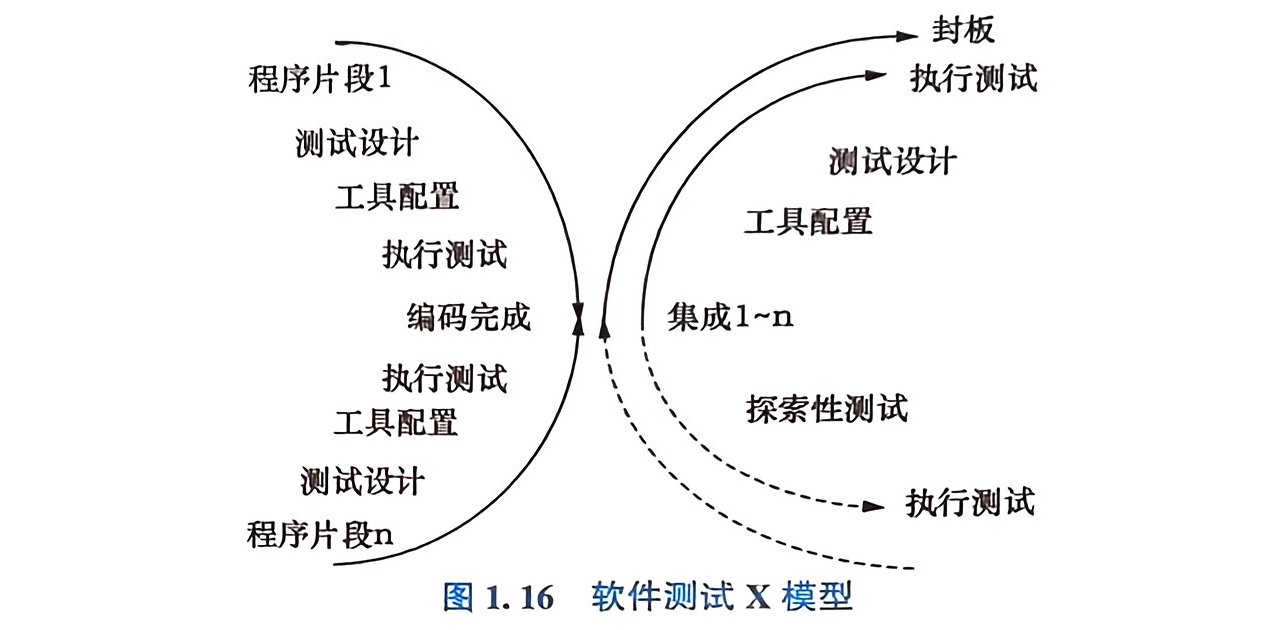 程序片段1
测试设计
工具配置
执行测试
编码完成
执行测试
工具配置
测试设计
程序片段n
封板
执行测试
测试设计
工具配置
集成1~n
探索性测试
执行测试
图 1.16 软件测试 X 模型